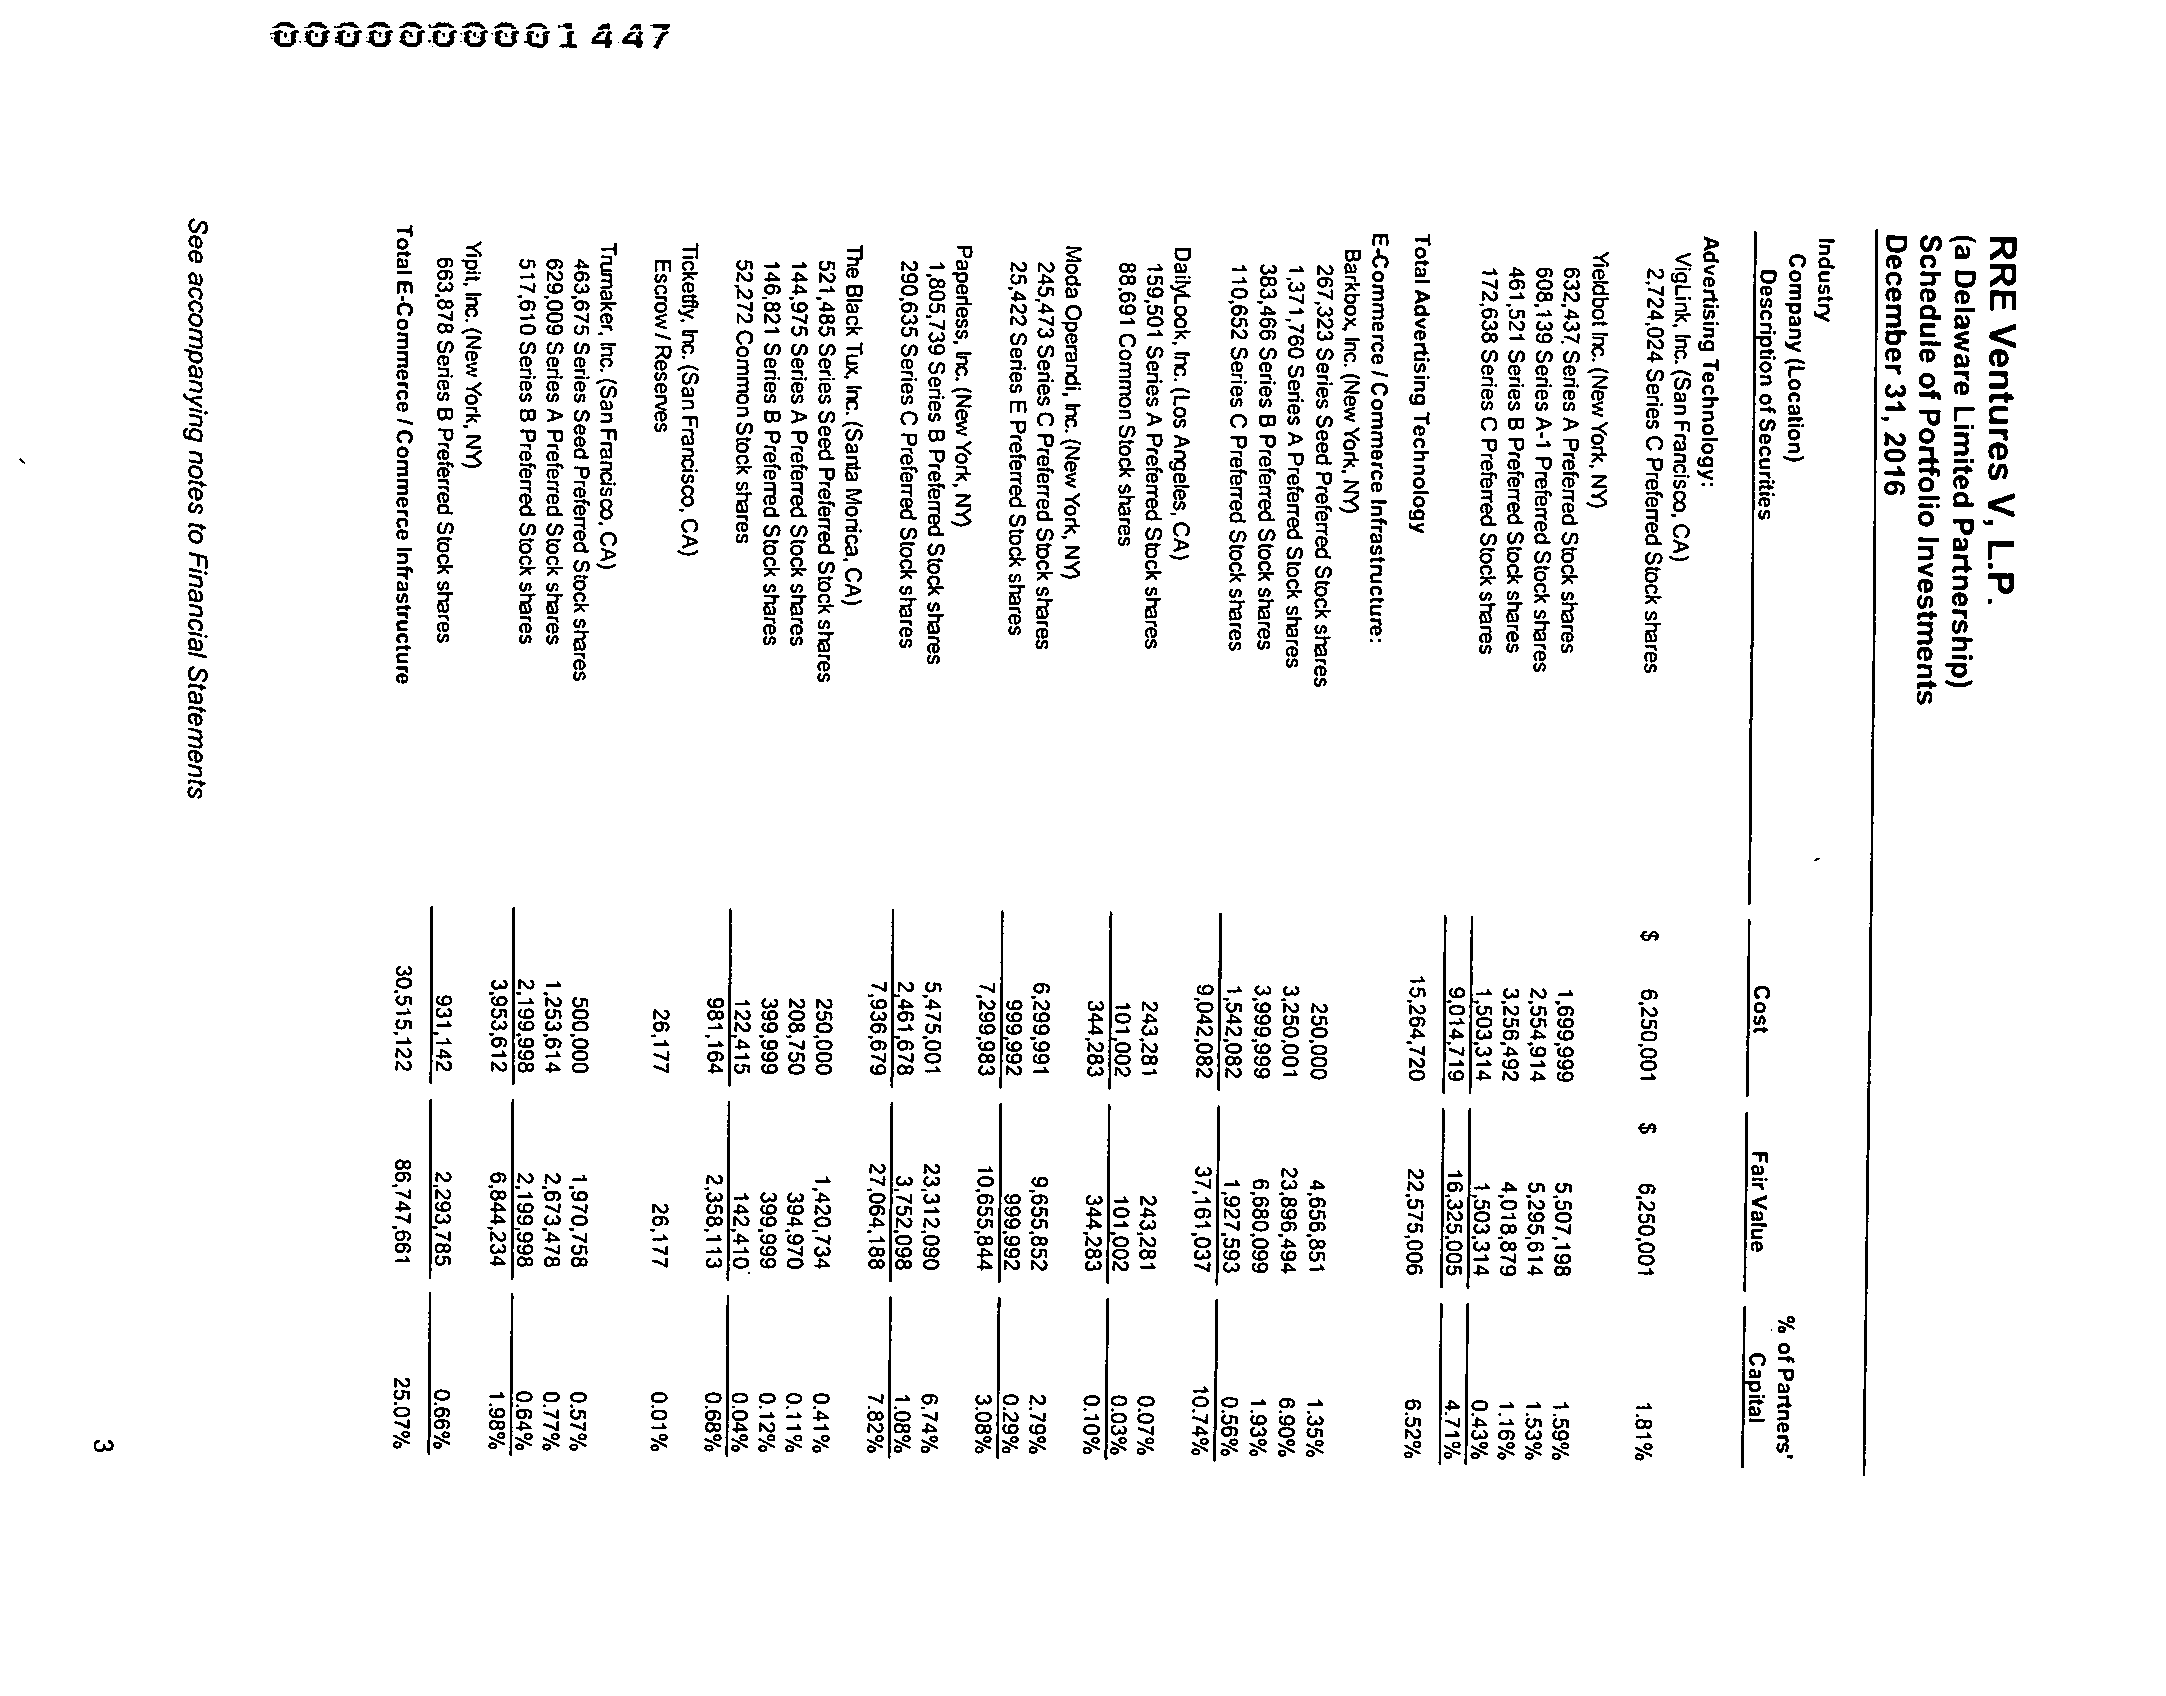 RRE Ventures V, L.P.
(a Delaware Limited Partnership)
Schedule of Portfolio Investments
December 31, 2016
Industry
Company (Location) % of Partners'
Description of Securities Cost Fair Value Capital
Advertising Technology:
VigLink, Inc. (San Francisco, CA)
2,724,024 Series C Preferred Stock shares $ 6,250,001 $ 6,250,001 1.81%
Yieldbot Inc. (New York, NY)
632,437 Series A Preferred Stock shares 1,699,999 5,507,198 1.59%
608,139 Series A-1 Preferred Stock shares 2,554,914 5,295,614 1.53%
461,521 Series B Preferred Stock shares 3,256,492 4,018,879 1.16%
172,638 Series C Preferred Stock shares 1,503,314 1,503,314 0.43%
9,014,719 16,325,005 4.71%
Total Advertising Technology 15,264,720 22,575,006 6.52%
E-Commerce / Commerce Infrastructure:
Barkbox, Inc. (New York, NY)
267,323 Series Seed Preferred Stock shares 250,000 4,656,851 1.35%
1,371,760 Series A Preferred Stock shares 3,250,001 23,896,494 6.90%
383,466 Series B Preferred Stock shares 3,999,999 6,680,099 1.93%
110,652 Series C Preferred Stock shares 1,542,082 1,927,593 0.56%
9,042,082 37,161,037 10.74%
DailyLook, Inc. (Los Angeles, CA)
159,501 Series A Preferred Stock shares 243,281 243,281 0.07%
88,691 Common Stock shares 101,002 101,002 0.03%
344,283 344,283 0.10%
Moda Operandi, Inc. (New York, NY)
245,473 Series C Preferred Stock shares 6,299,991 9,655,852 2.79%
25,422 Series E Preferred Stock shares 999,992 999,992 0.29%
7,299,983 10,655,844 3.08%
Paperless, Inc. (New York, NY)
1,805,739 Series B Preferred Stock shares 5,475,001 23,312,090 6.74%
290,635 Series C Preferred Stock shares 2,461,678 3,752,098 1.08%
7,936,679 27,064,188 7.82%
The Black Tux, Inc. (Santa Monica, CA)
521,485 Series Seed Preferred Stock shares 250,000 1,420,734 0.41%
144,975 Series A Preferred Stock shares 208,750 394,970 0.11%
146,821 Series B Preferred Stock shares 399,999 399,999 0.12%
52,272 Common Stock shares 122,415 142,410 0.04%
981,164 2,358,113 0.68%
Ticketfly, Inc. (San Francisco, CA)
Escrow / Reserves 26,177 26,177 0.01%
Trumaker, Inc. (San Francisco, CA)
463,675 Series Seed Preferred Stock shares 500,000 1,970,758 0.57%
629,009 Series A Preferred Stock shares 1,253,614 2,673,478 0.77%
517,610 Series B Preferred Stock shares 2,199,998 2,199,998 0.64%
3,953,612 6,844,234 1.98%
Yipit, Inc. (New York, NY)
663,878 Series B Preferred Stock shares 931,142 2,293,785 0.66%
Total E-Commerce / Commerce Infrastructure 30,515,122 86,747,661 25.07%
See accompanying notes to Financial Statements
3
0000000001447